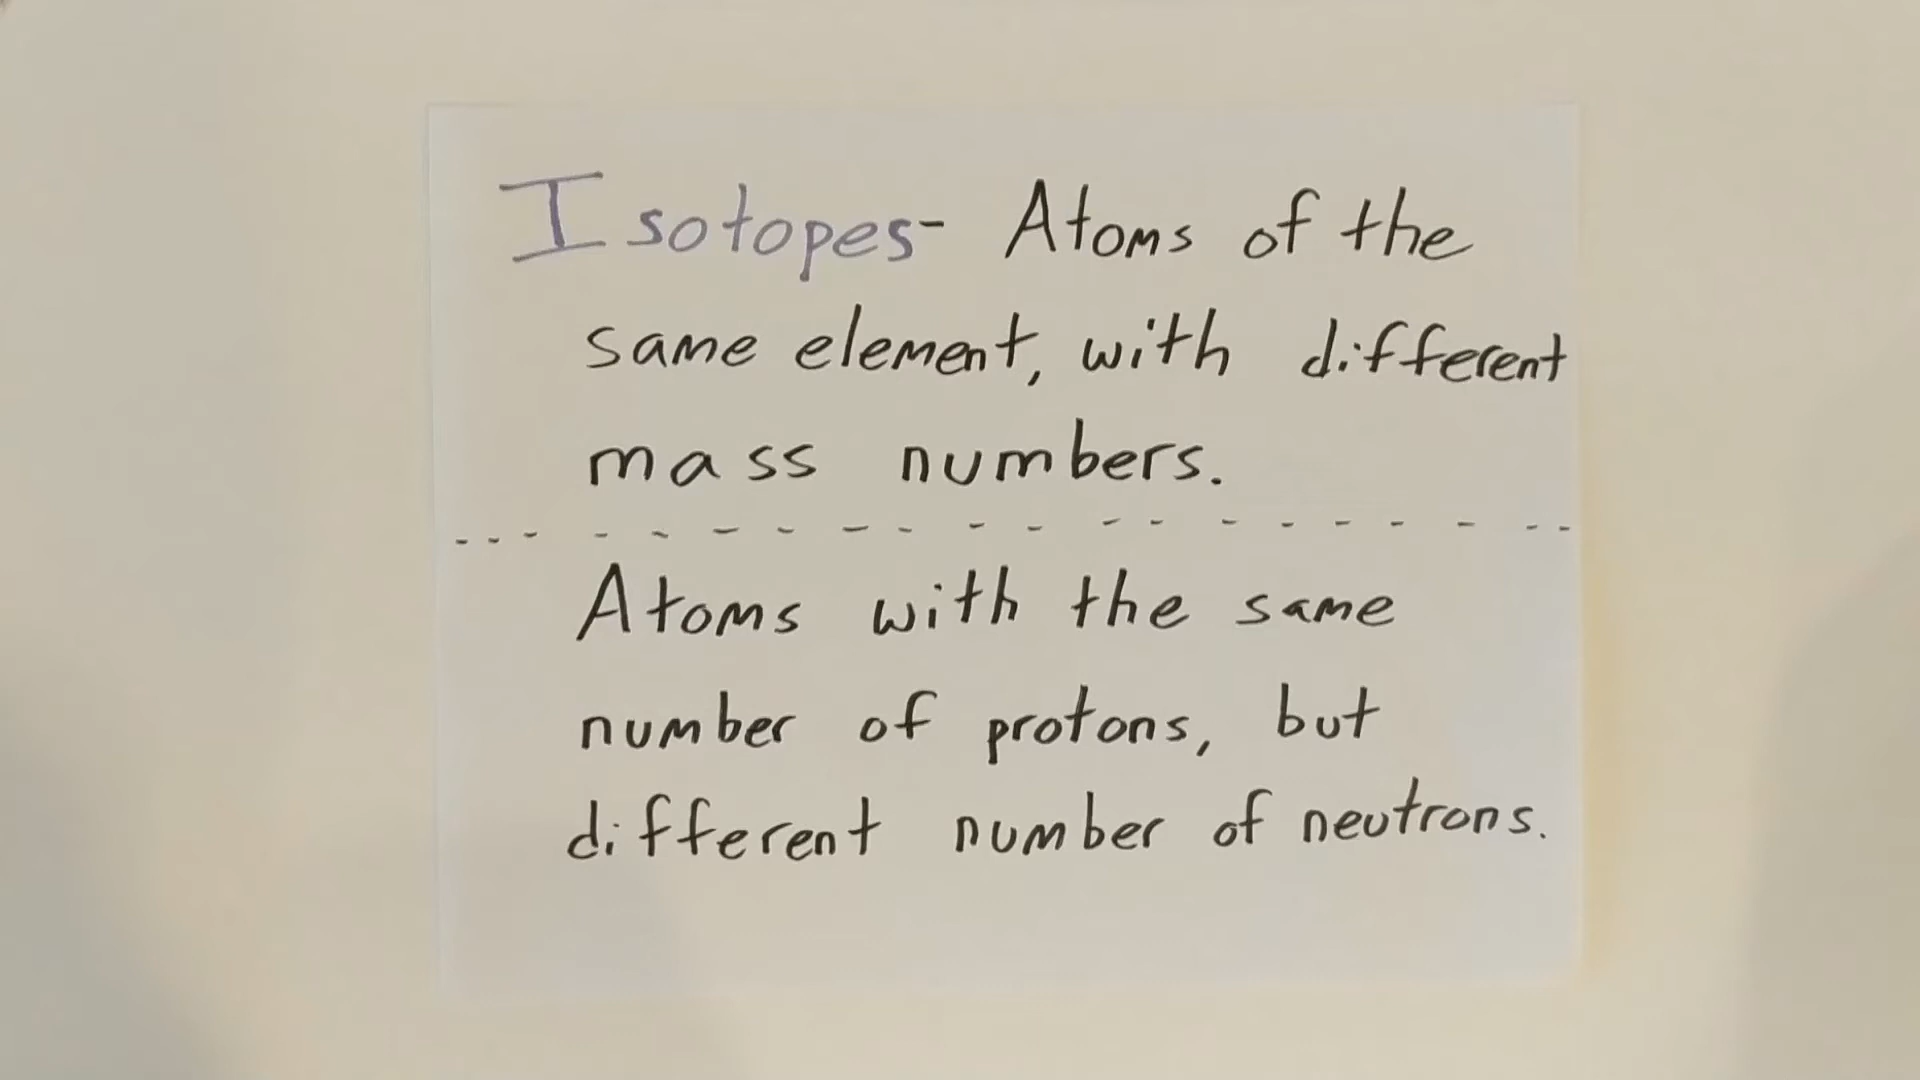 Isotopes- Atoms of the
same element, with different
mass numbers.
Atoms with the same
number of protons, but
different number of neutrons.